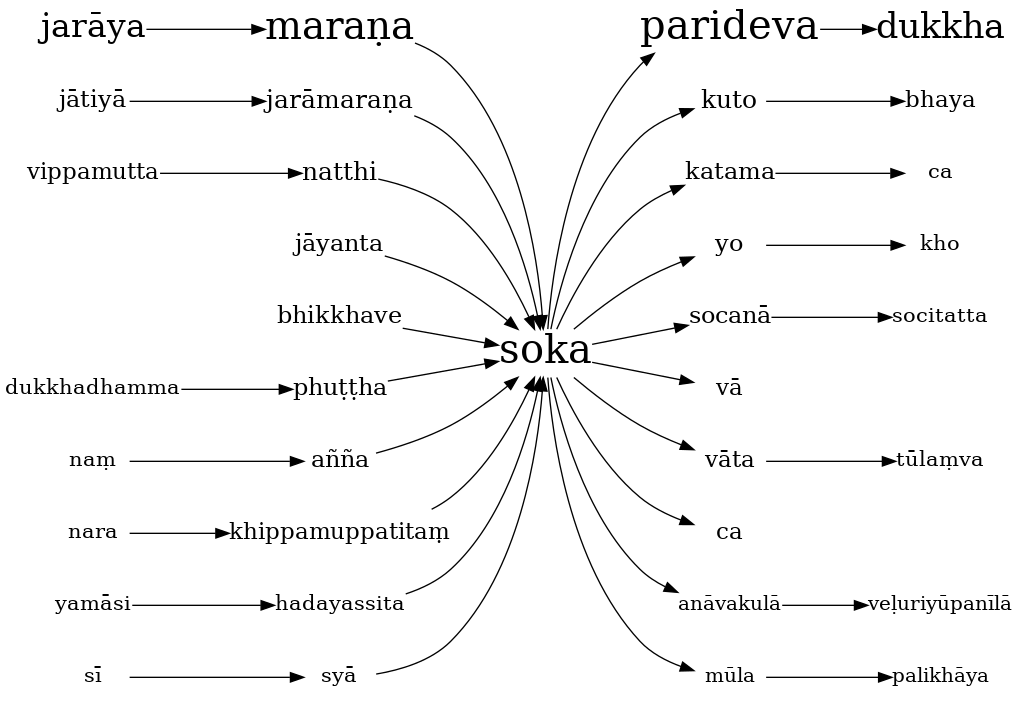 jarāya maraṇa parideva dukkha
jātiyā jarāmaraṇa kuto bhaya
vippamutta natthi katama ca
jāyanta yo kho
bhikkhave socanā socitatta
soka
dukkhadhamma phuṭṭha vā
naṃ añña vāta tūlaṃva
nara khippamuppatitaṃ ca
yamāsi hadayassita anāvakulā veḷuriyūpanīlā
sī syā mūla palikhāya